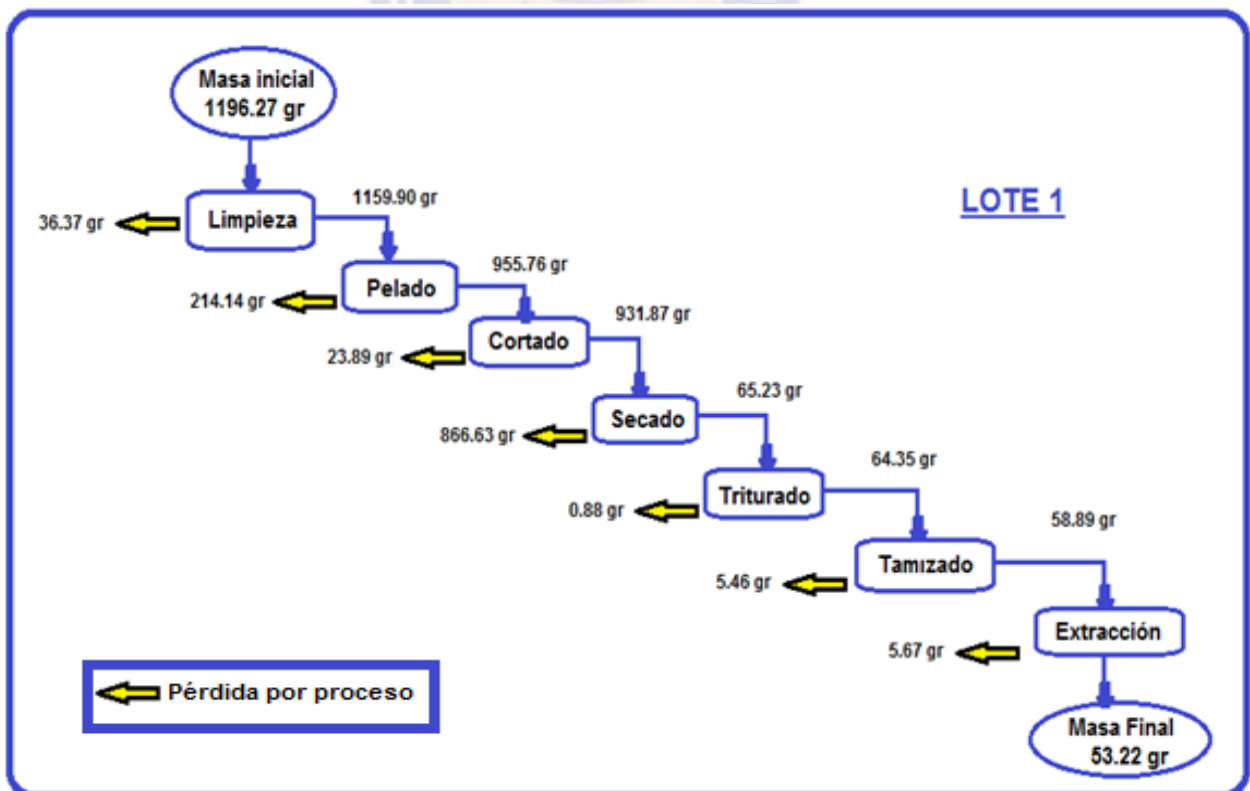 Masa inicial
1196.27 gr
LOTE 1
1159.90 gr
Limpieza
36.37 gr
955.76 gr
Pelado
214.14 gr
931.87 gr
Cortado
23.89 gr
65.23 gr
Secado
866.63 gr
64.35 gr
Triturado
0.88 gr
58.89 gr
Tamizado
5.46 gr
Extracción
5.67 gr
Pérdida por proceso
Masa Final
53.22 gr